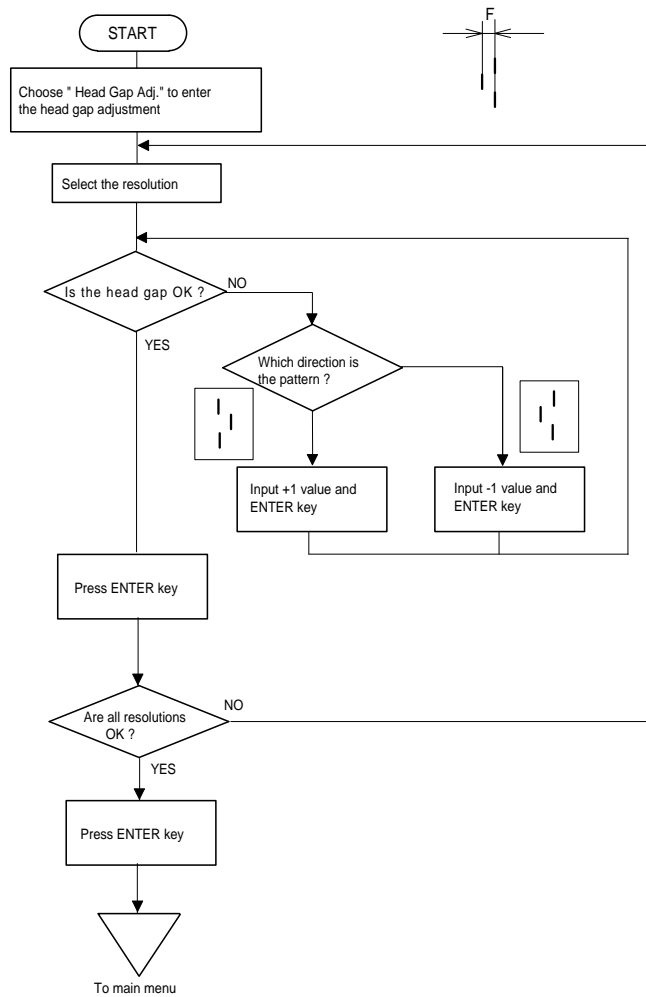 START
F
Choose " Head Gap Adj." to enter
the head gap adjustment
Select the resolution
Is the head gap OK ?
NO
YES
Which direction is
the pattern ?
Input +1 value and
ENTER key
Input -1 value and
ENTER key
Press ENTER key
Are all resolutions
OK ?
NO
YES
Press ENTER key
To main menu